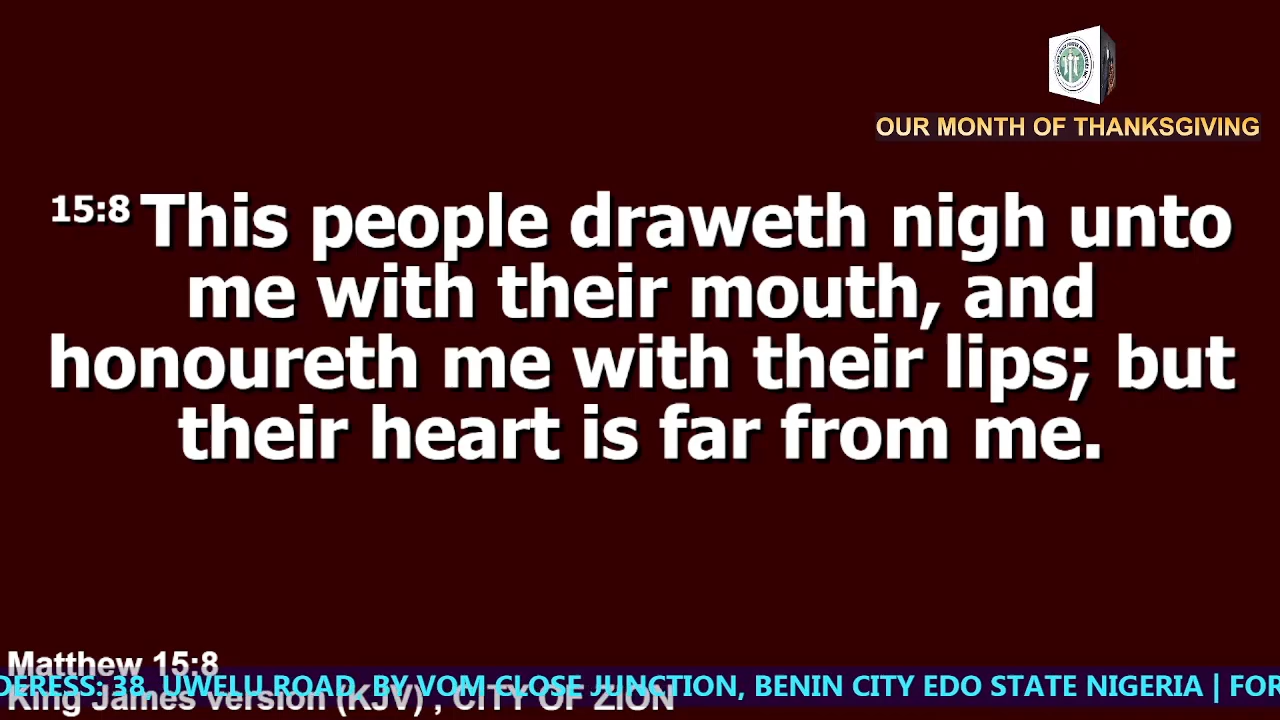 OUR MONTH OF THANKSGIVING
15:8 This people draweth nigh unto
me with their mouth, and
honoureth me with their lips; but
their heart is far from me.
Matthew 15:8
DERESS: 38, UWELU ROAD, BY VOM CLOSE JUNCTION, BENIN CITY EDO STATE NIGERIA | FOR
King James version (KJV) , CITY OF ZION